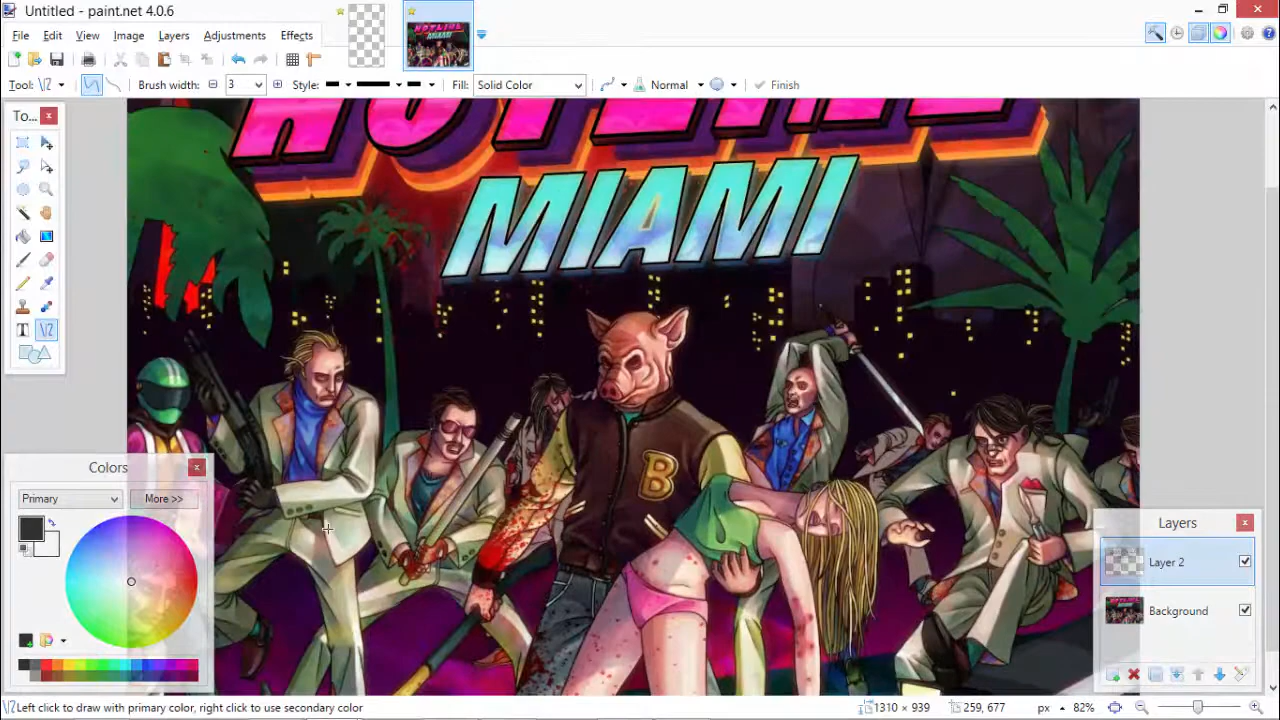 Untitled - paint.net 4.0.6
File Edit View Image Layers Adjustments Effects
Tool: Brush width: 3 Style: Fill: Solid Color Normal Finish
To...
HOTLINE
MIAMI
B
Colors
Primary More >>
Layers
Layer 2
Background
Left click to draw with primary color, right click to use secondary color 1310 × 939 259, 677 px 82%